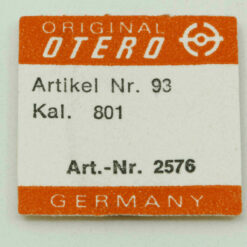 ORIGINAL
OTERO
Artikel Nr. 93
Kal. 801
Art.-Nr. 2576
GERMANY